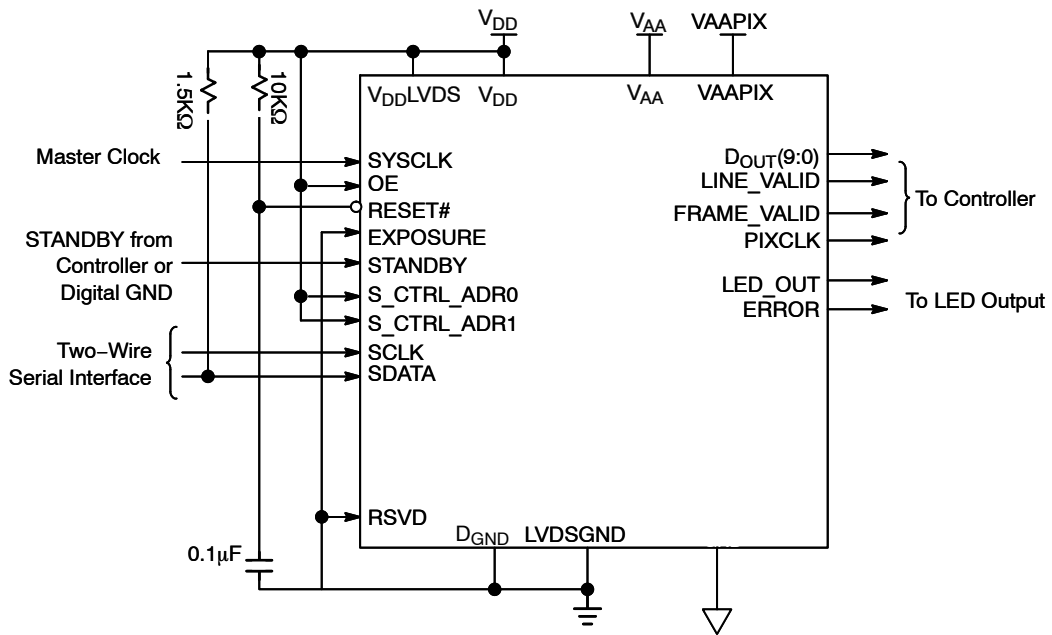 VDD
VAA
VAAPIX
1.5KΩ
10KΩ
VDDLVDS
VDD
VAA
VAAPIX
Master Clock
SYSCLK
OE
RESET#
EXPOSURE
STANDBY from
Controller or
Digital GND
STANDBY
S_CTRL_ADR0
S_CTRL_ADR1
Two−Wire
Serial Interface
SCLK
SDATA
RSVD
DOUT(9:0)
LINE_VALID
FRAME_VALID
PIXCLK
To Controller
LED_OUT
ERROR
To LED Output
0.1μF
DGND
LVDSGND